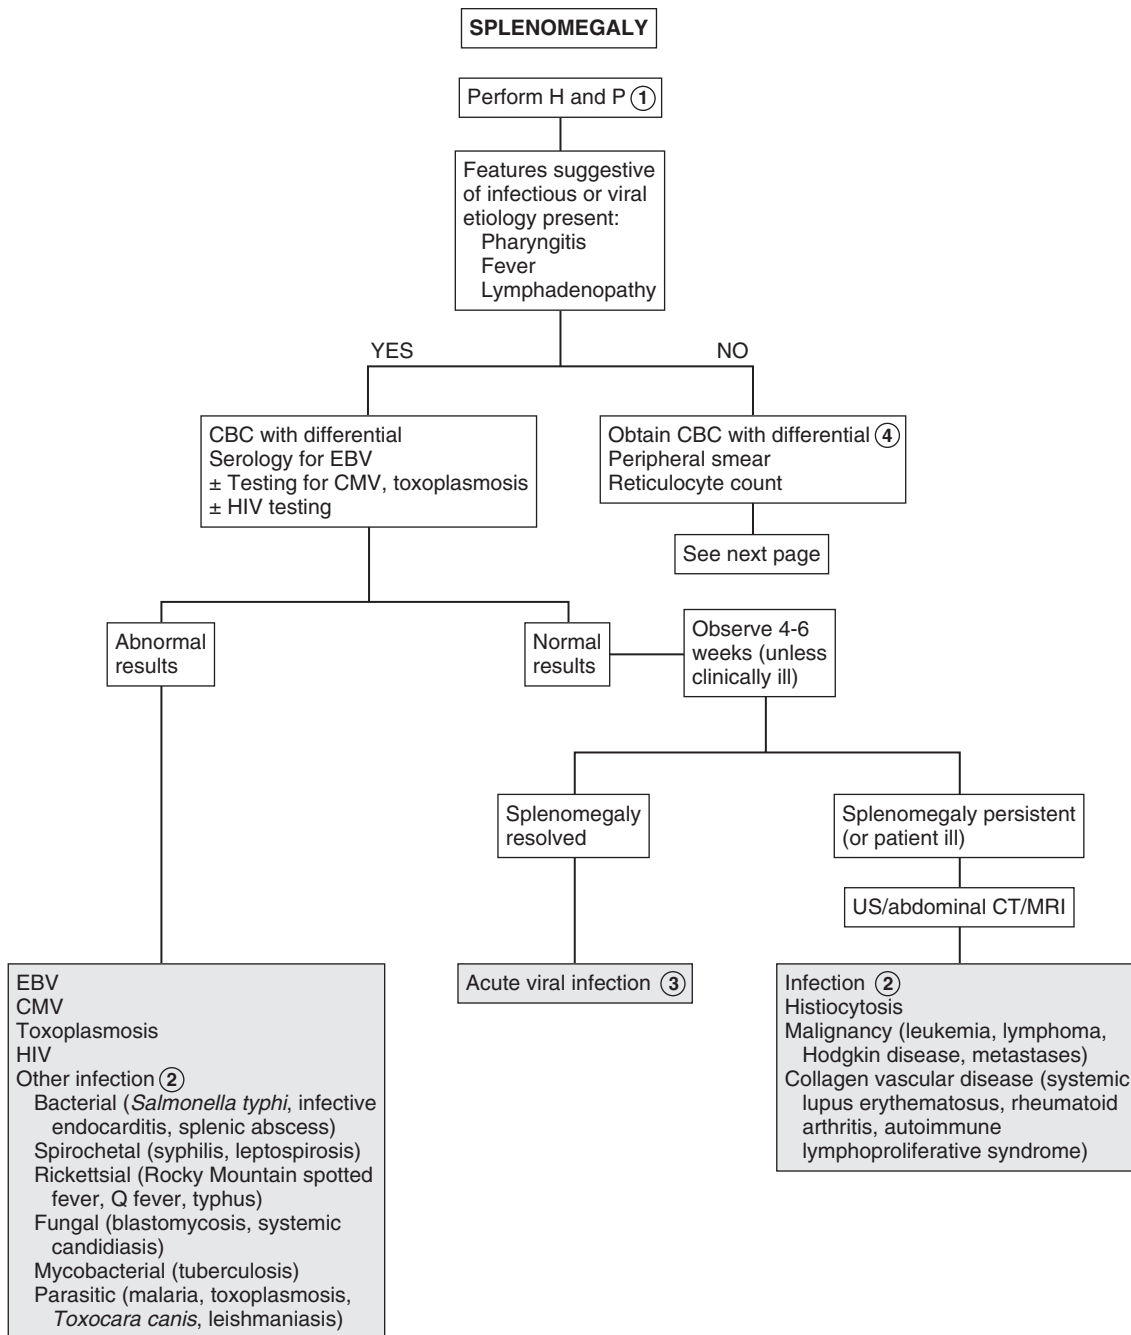 SPLENOMEGALY
Perform H and P ①
Features suggestive
of infectious or viral
etiology present:
Pharyngitis
Fever
Lymphadenopathy
YES
NO
CBC with differential
Serology for EBV
± Testing for CMV, toxoplasmosis
± HIV testing
Obtain CBC with differential ④
Peripheral smear
Reticulocyte count
See next page
Abnormal
results
Normal
results
Observe 4-6
weeks (unless
clinically ill)
Splenomegaly
resolved
Splenomegaly persistent
(or patient ill)
US/abdominal CT/MRI
EBV
CMV
Toxoplasmosis
HIV
Other infection ②
Bacterial (Salmonella typhi, infective
endocarditis, splenic abscess)
Spirochetal (syphilis, leptospirosis)
Rickettsial (Rocky Mountain spotted
fever, Q fever, typhus)
Fungal (blastomycosis, systemic
candidiasis)
Mycobacterial (tuberculosis)
Parasitic (malaria, toxoplasmosis,
Toxocara canis, leishmaniasis)
Acute viral infection ③
Infection ②
Histiocytosis
Malignancy (leukemia, lymphoma,
Hodgkin disease, metastases)
Collagen vascular disease (systemic
lupus erythematosus, rheumatoid
arthritis, autoimmune
lymphoproliferative syndrome)